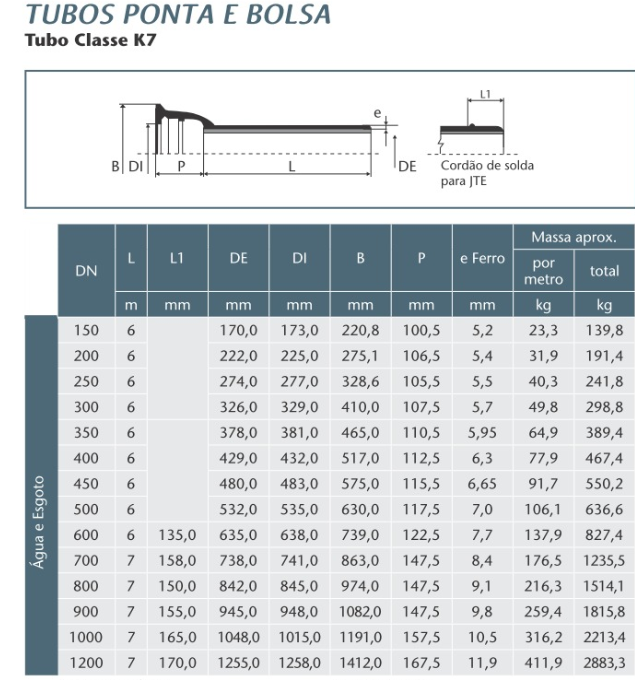 TUBOS PONTA E BOLSA
Tubo Classe K7
L1
e
B DI P L DE Cordão de solda
para JTE
Massa aprox.
DN L L1 DE DI B P e Ferro por metro total
m mm mm mm mm mm mm kg kg
Água e Esgoto
150 6 170,0 173,0 220,8 100,5 5,2 23,3 139,8
200 6 222,0 225,0 275,1 106,5 5,4 31,9 191,4
250 6 274,0 277,0 328,6 105,5 5,5 40,3 241,8
300 6 326,0 329,0 410,0 107,5 5,7 49,8 298,8
350 6 378,0 381,0 465,0 110,5 5,95 64,9 389,4
400 6 429,0 432,0 517,0 112,5 6,3 77,9 467,4
450 6 480,0 483,0 575,0 115,5 6,65 91,7 550,2
500 6 532,0 535,0 630,0 117,5 7,0 106,1 636,6
600 6 135,0 635,0 638,0 739,0 122,5 7,7 137,9 827,4
700 7 158,0 738,0 741,0 863,0 147,5 8,4 176,5 1235,5
800 7 150,0 842,0 845,0 974,0 147,5 9,1 216,3 1514,1
900 7 155,0 945,0 948,0 1082,0 147,5 9,8 259,4 1815,8
1000 7 165,0 1048,0 1015,0 1191,0 157,5 10,5 316,2 2213,4
1200 7 170,0 1255,0 1258,0 1412,0 167,5 11,9 411,9 2883,3